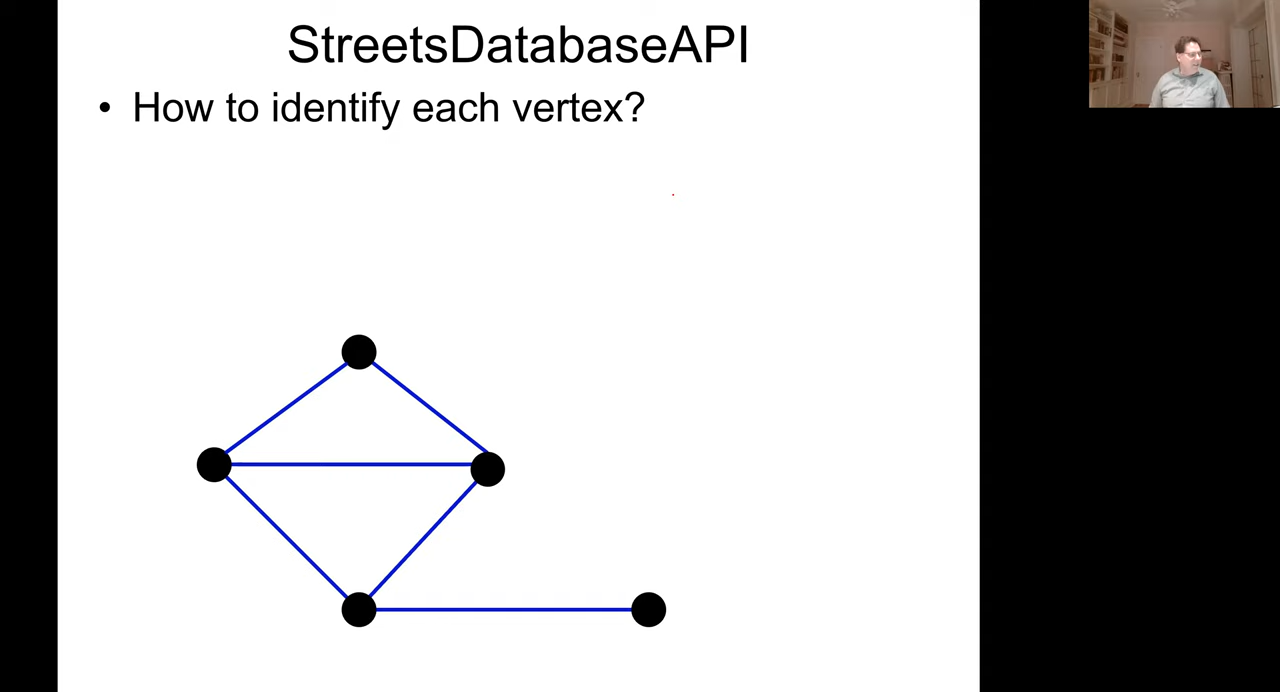 StreetsDatabaseAPI
• How to identify each vertex?